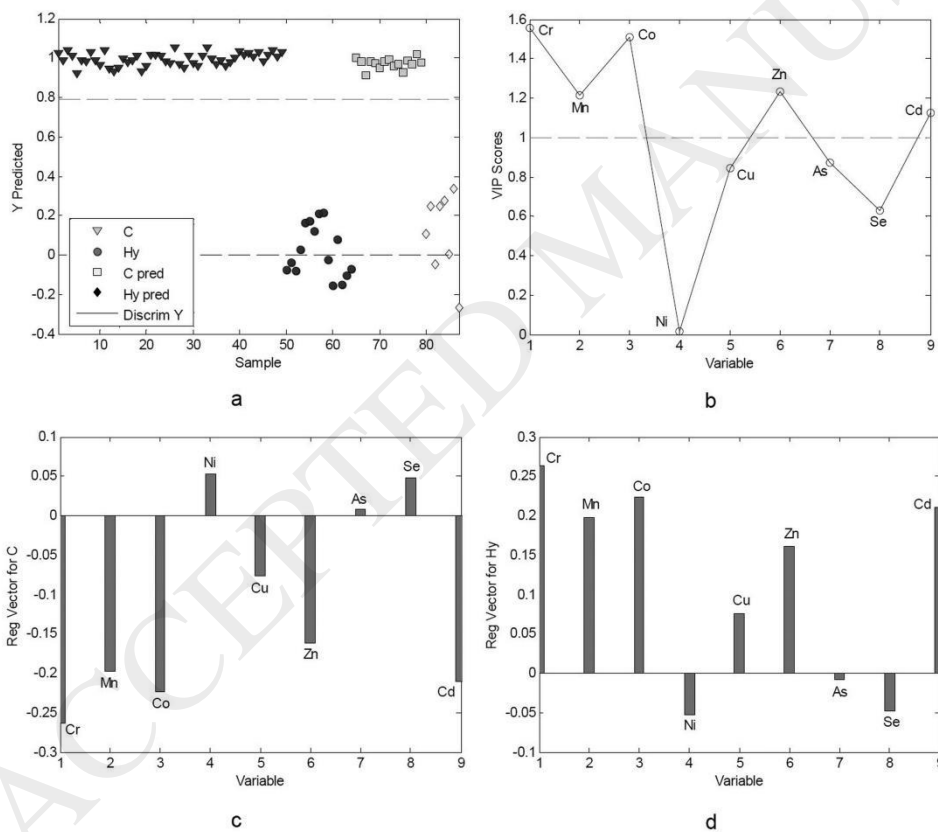 1.2
1
0.8
0.6
0.4
0.2
0
-0.2
-0.4
Y Predicted
C
Hy
C pred
Hy pred
Discrim Y
10 20 30 40 50 60 70 80
Sample
a
1.6
1.4
1.2
1
0.8
0.6
0.4
0.2
0
VIP Scores
Cr
Mn
Co
Ni
Cu
Zn
As
Se
Cd
1 2 3 4 5 6 7 8 9
Variable
b
0.1
0.05
0
-0.05
-0.1
-0.15
-0.2
-0.25
-0.3
Reg Vector for C
Cr
Mn
Co
Ni
Cu
Zn
As
Se
Cd
1 2 3 4 5 6 7 8 9
Variable
c
0.3
0.25
0.2
0.15
0.1
0.05
0
-0.05
-0.1
Reg Vector for Hy
Cr
Mn
Co
Ni
Cu
Zn
As
Se
Cd
1 2 3 4 5 6 7 8 9
Variable
d
ACCEPTED MANUS